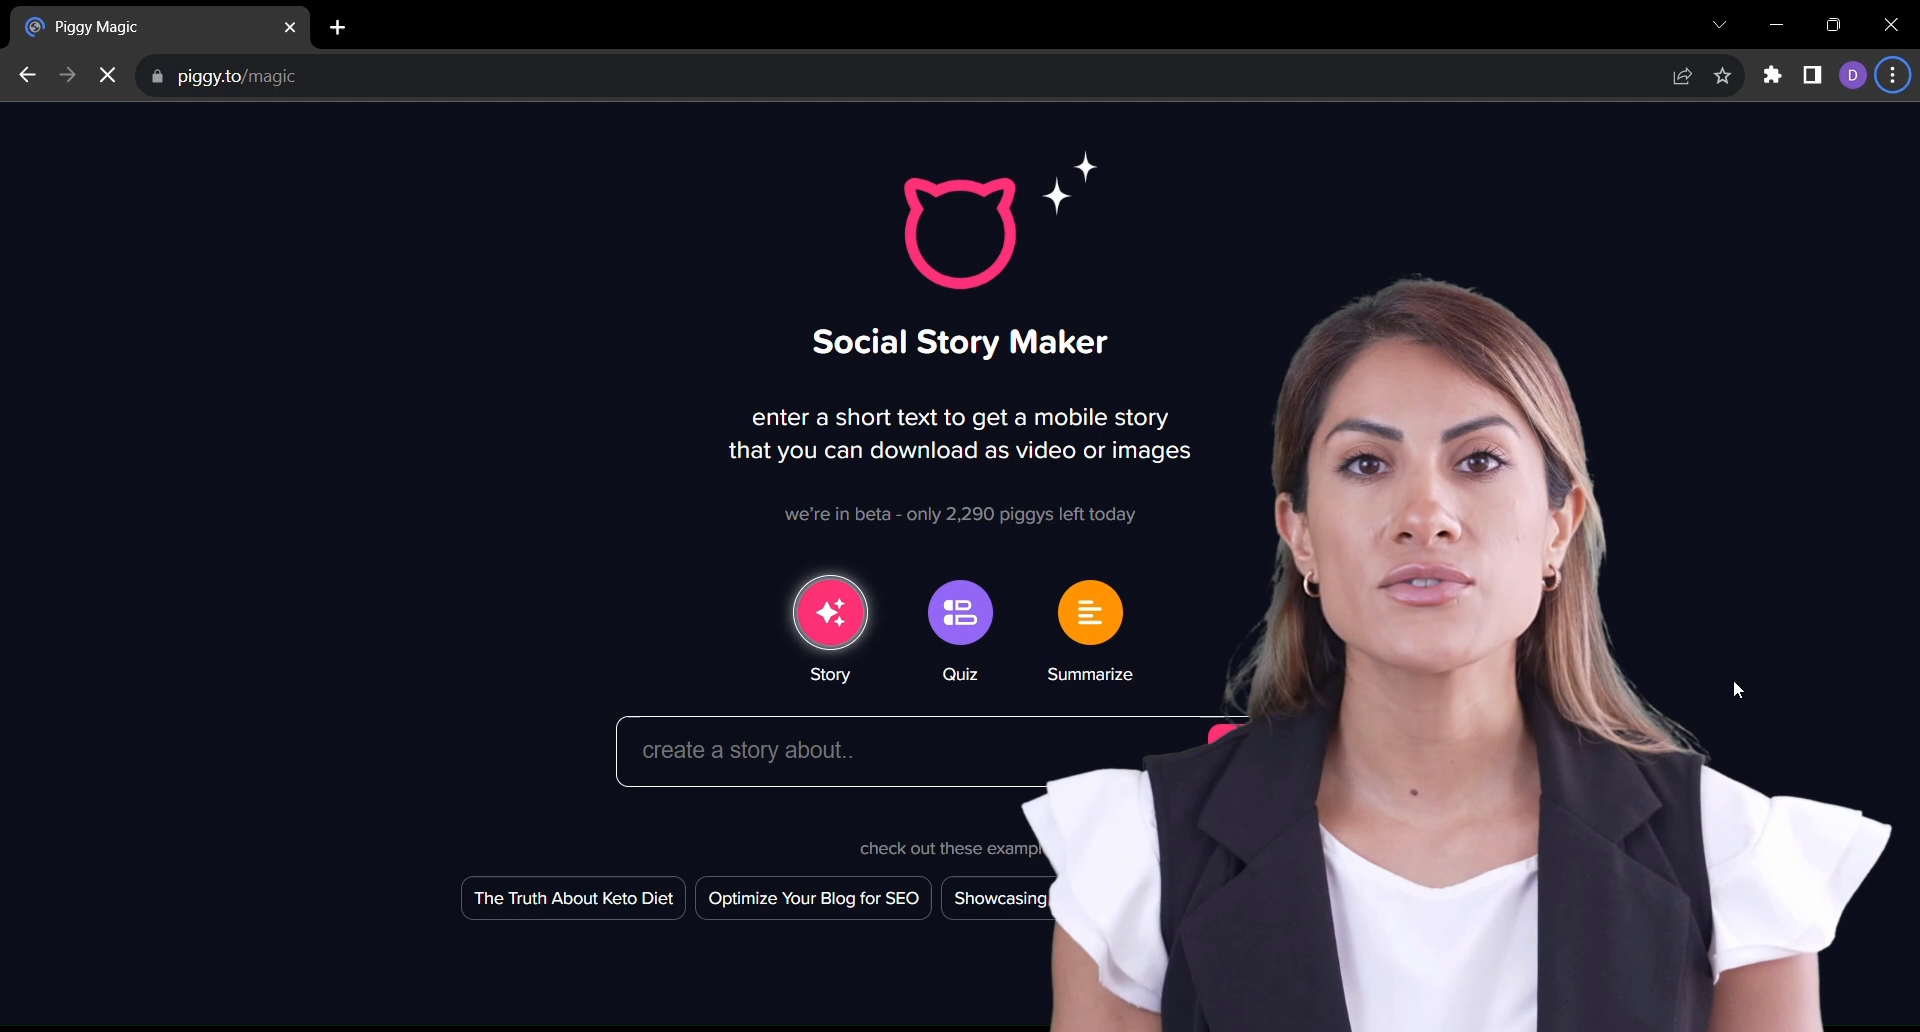 Piggy Magic
piggy.to/magic
D
Social Story Maker
enter a short text to get a mobile story
that you can download as video or images
we're in beta - only 2,290 piggys left today
Story
Quiz
Summarize
create a story about..
check out these
The Truth About Keto Diet
Optimize Your Blog for SEO
Showcasing